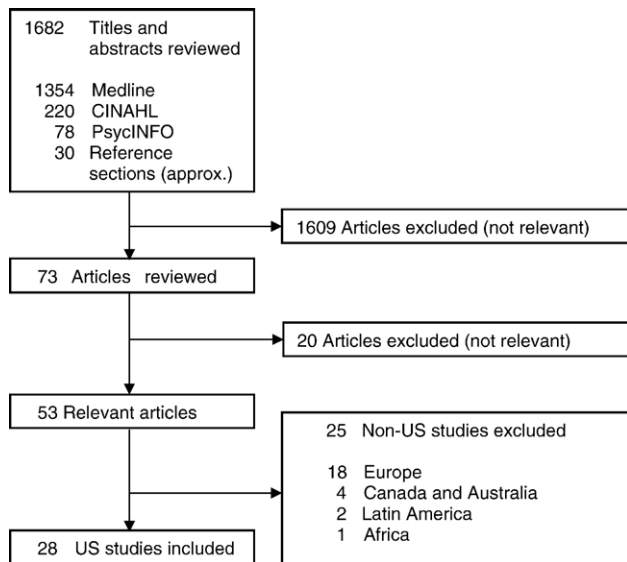 1682 Titles and
abstracts reviewed
1354 Medline
220 CINAHL
78 PsycINFO
30 Reference
sections (approx.)
1609 Articles excluded (not relevant)
73 Articles reviewed
20 Articles excluded (not relevant)
53 Relevant articles
25 Non-US studies excluded
18 Europe
4 Canada and Australia
2 Latin America
1 Africa
28 US studies included